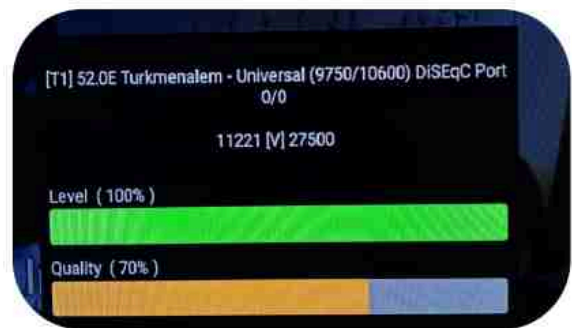 [T1] 52.0E Turkmenalem - Universal (9750/10600) DiSEqC Port
0/0
11221 [V] 27500
Level ( 100% )
Quality ( 70% )